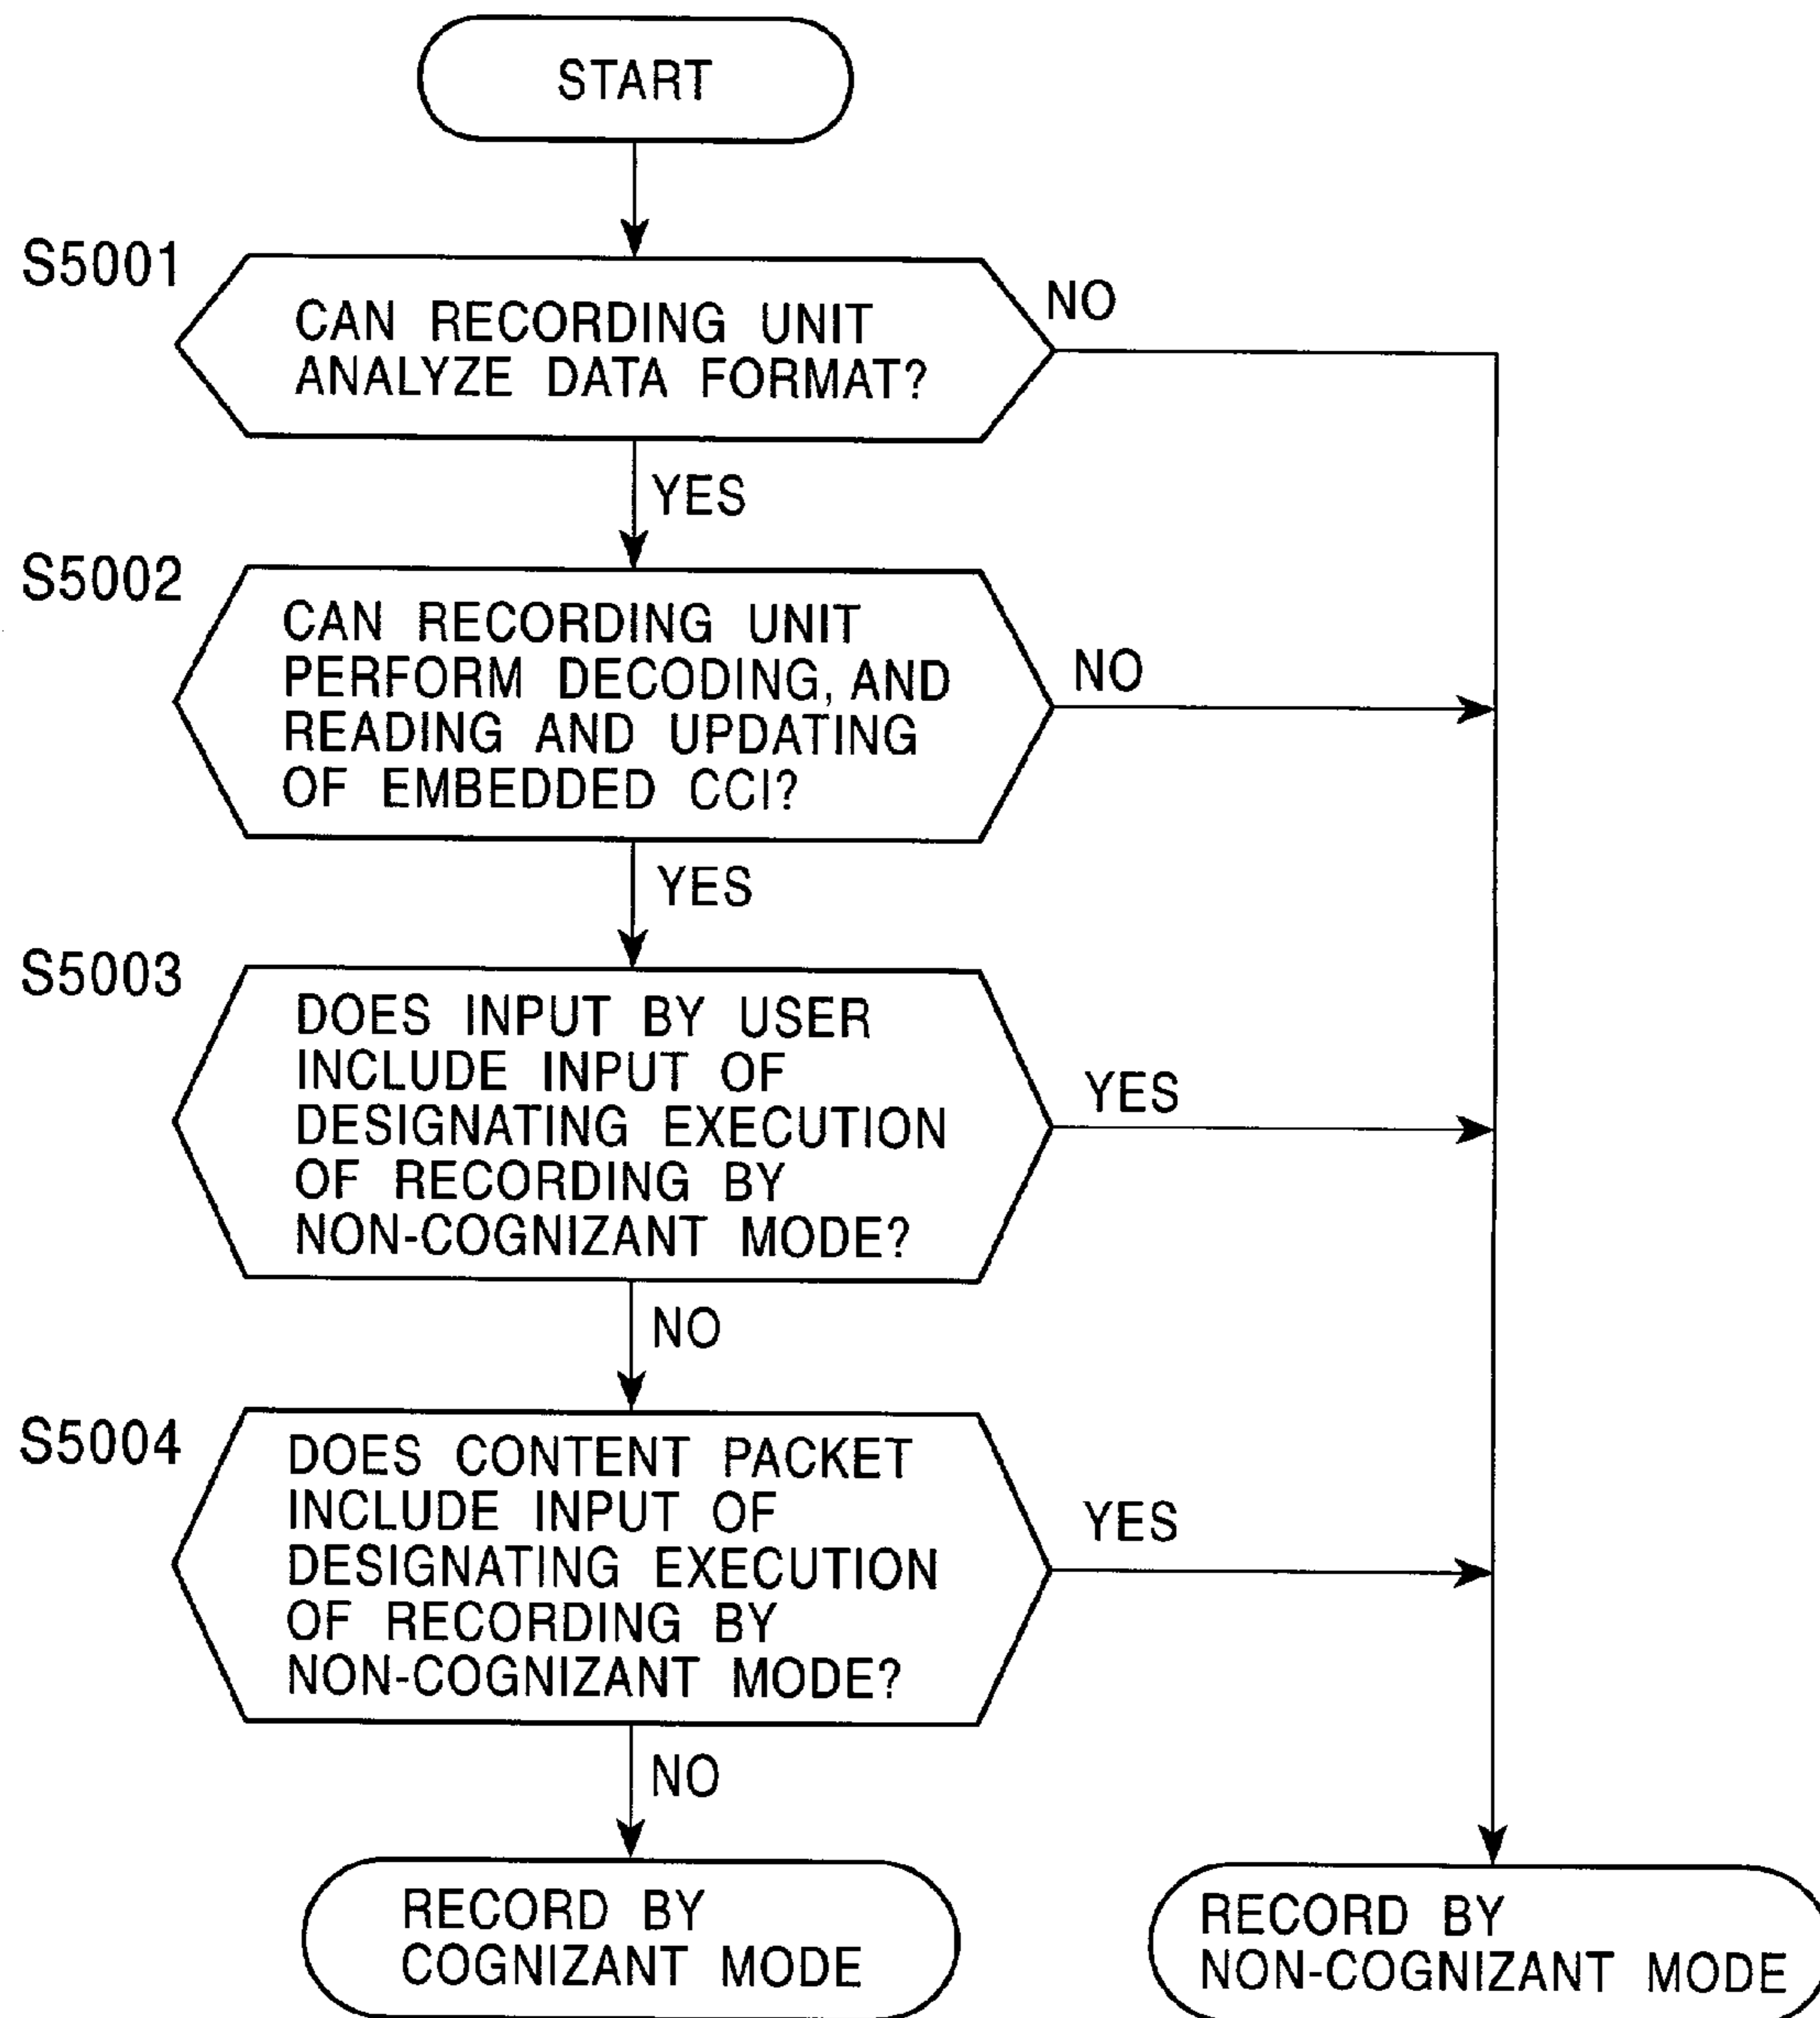 START
S5001
CAN RECORDING UNIT
ANALYZE DATA FORMAT?
NO
YES
S5002
CAN RECORDING UNIT
PERFORM DECODING, AND
READING AND UPDATING
OF EMBEDDED CCI?
NO
YES
S5003
DOES INPUT BY USER
INCLUDE INPUT OF
DESIGNATING EXECUTION
OF RECORDING BY
NON-COGNIZANT MODE?
YES
NO
S5004
DOES CONTENT PACKET
INCLUDE INPUT OF
DESIGNATING EXECUTION
OF RECORDING BY
NON-COGNIZANT MODE?
YES
NO
RECORD BY
COGNIZANT MODE
RECORD BY
NON-COGNIZANT MODE